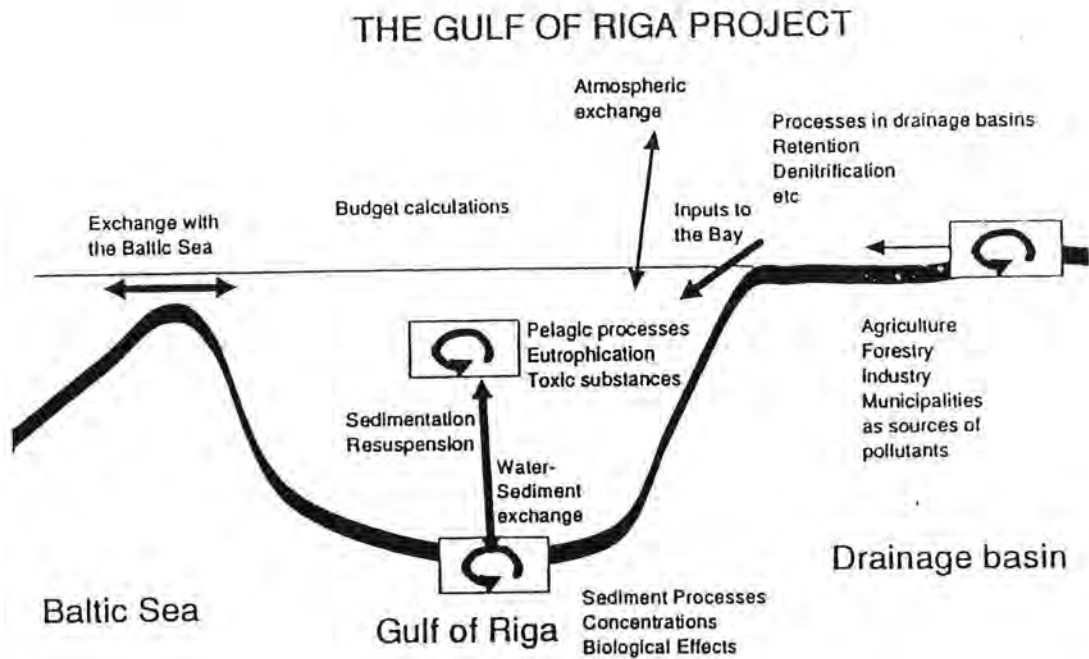 THE GULF OF RIGA PROJECT
Atmospheric
exchange
Processes in drainage basins
Retention
Denitrification
etc
Exchange with
the Baltic Sea
Budget calculations
Inputs to
the Bay
Pelagic processes
Eutrophication
Toxic substances
Agriculture
Forestry
Industry
Municipalities
as sources of
pollutants
Sedimentation
Resuspension
Water-
Sediment
exchange
Drainage basin
Baltic Sea
Gulf of Riga
Sediment Processes
Concentrations
Biological Effects